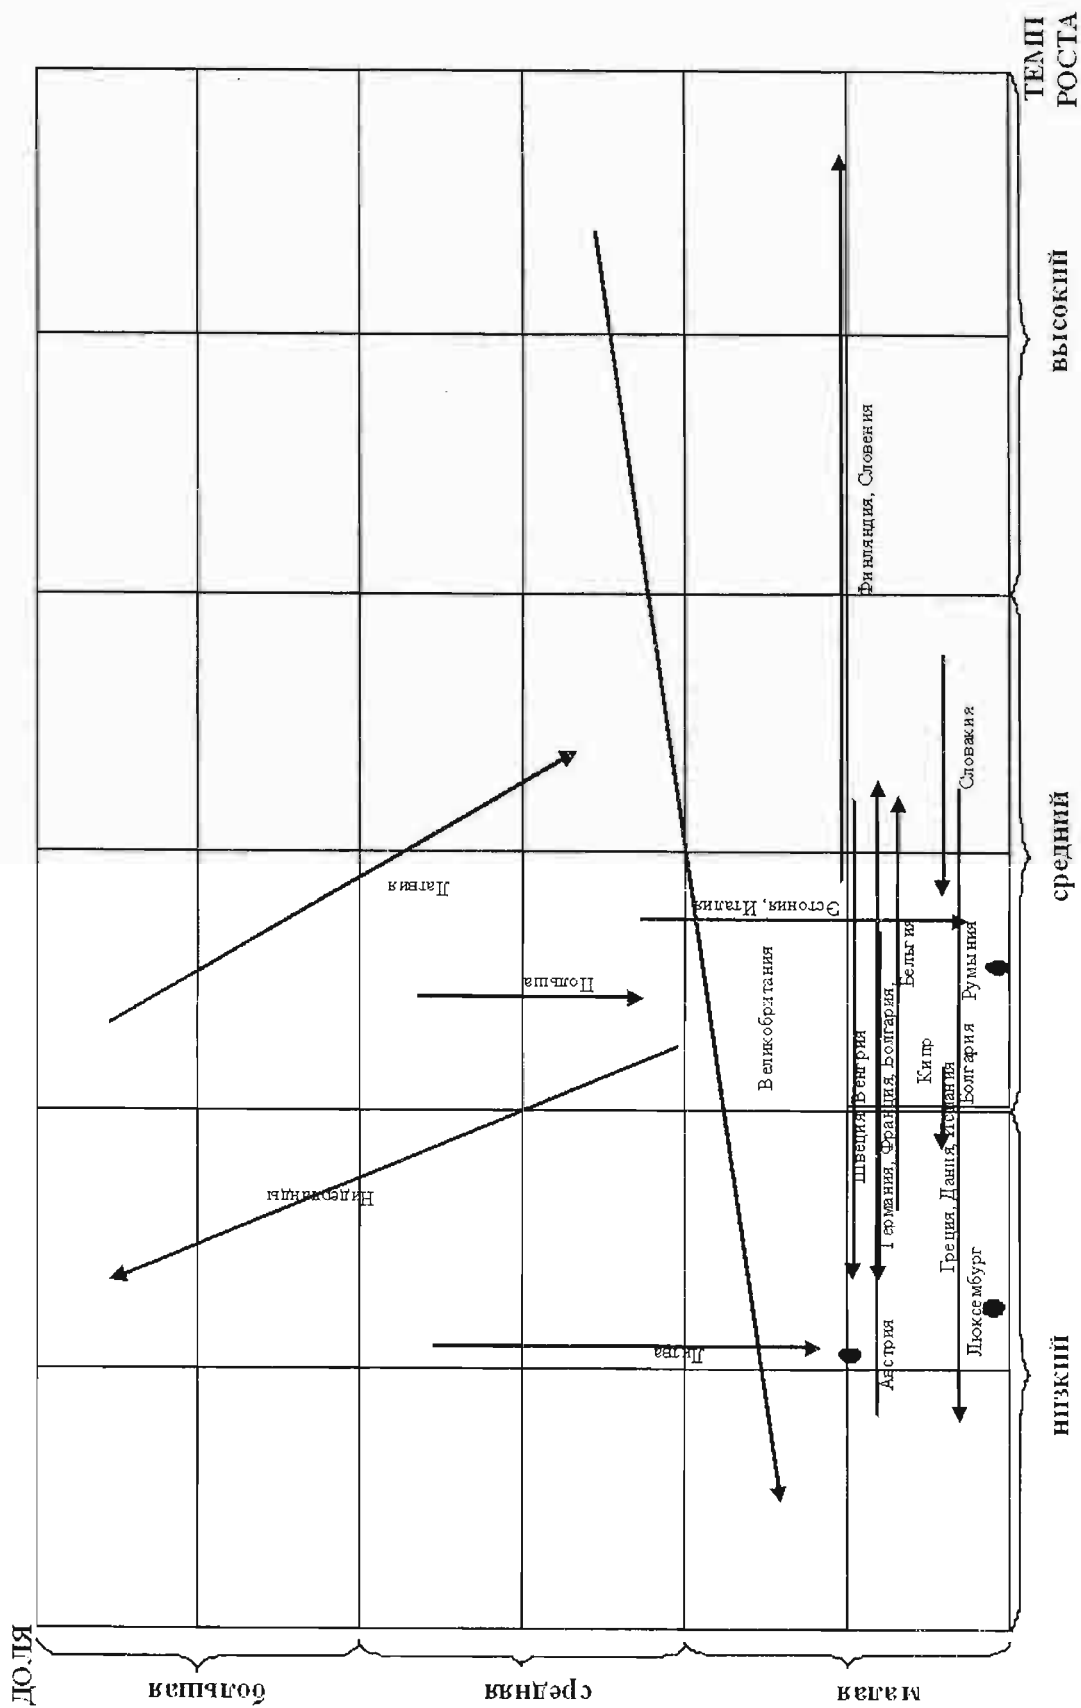 ДОЛЯ
большая
средняя
малая
Латвия
Польша
Нидерланды
Литва
Эстония, Италия
Великобритания
Финляндия, Словения
Швеция, Венгрия
Германия, Франция, Болгария,
Бельгия
Австрия
Кипр
Греция, Дания, Испания
Словакия
Румыния
Болгария
Люксембург
низкий
средний
высокий
ТЕМП
РОСТА